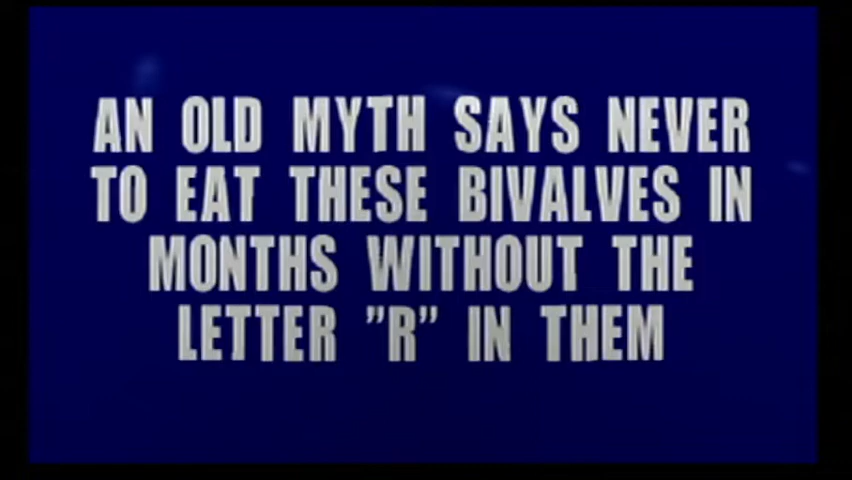 AN OLD MYTH SAYS NEVER
TO EAT THESE BIVALVES IN
MONTHS WITHOUT THE
LETTER "R" IN THEM